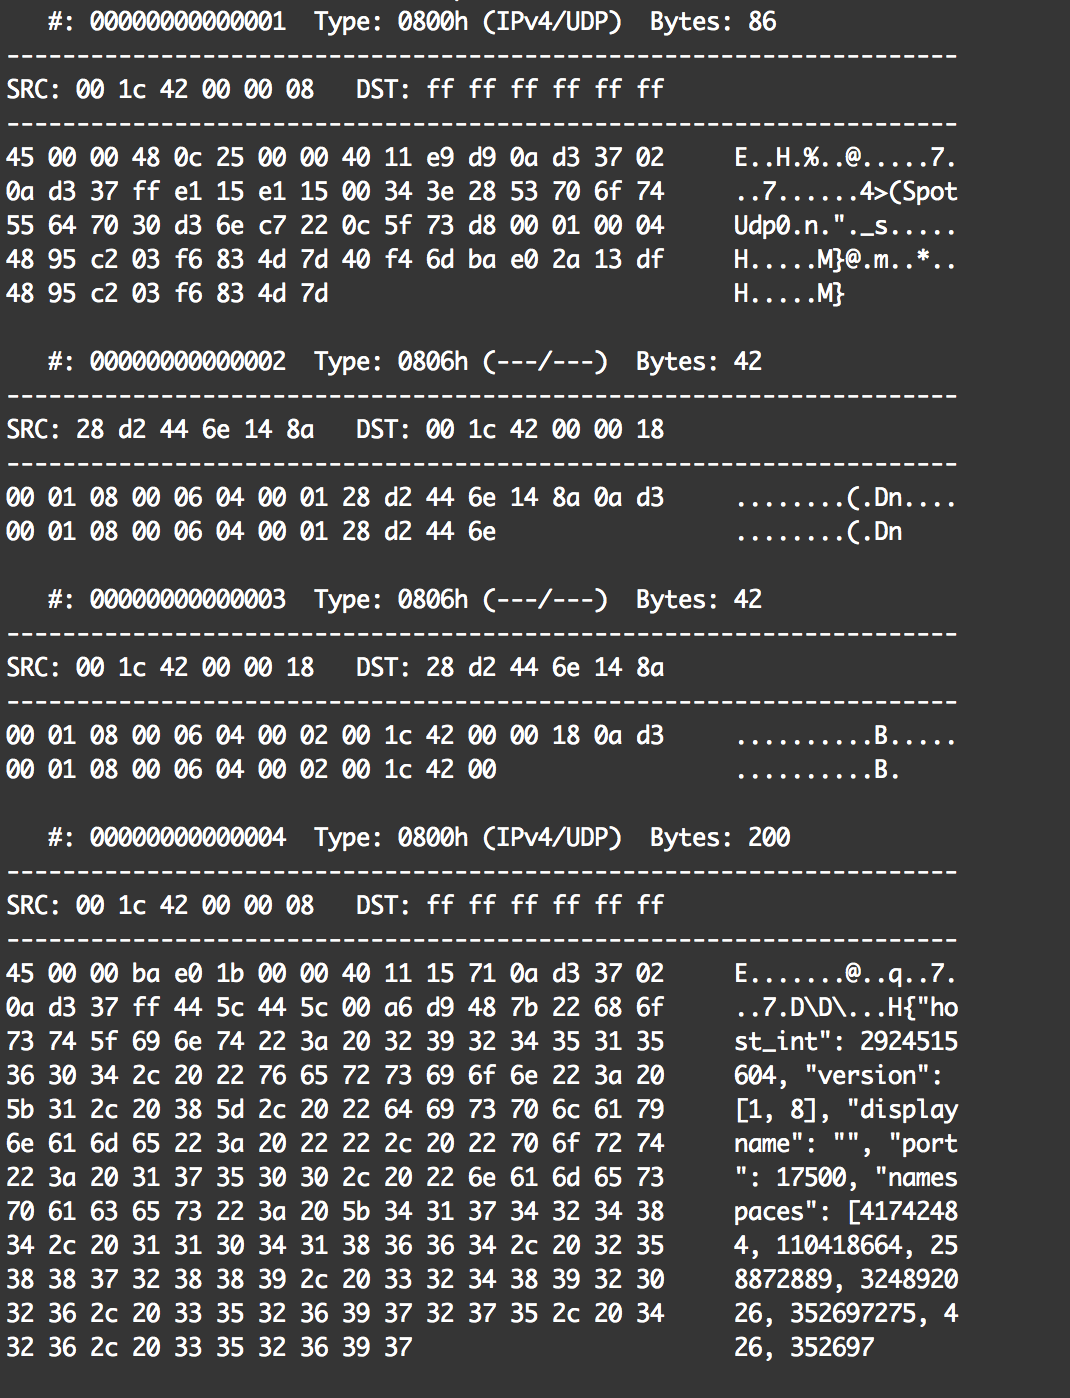 #: 00000000000001  Type: 0800h (IPv4/UDP)  Bytes: 86
--------------------------------------------------------------------
SRC: 00 1c 42 00 00 08   DST: ff ff ff ff ff ff
--------------------------------------------------------------------
45 00 00 48 0c 25 00 00 40 11 e9 d9 0a d3 37 02     E..H.%..@.....7.
0a d3 37 ff e1 15 e1 15 00 34 3e 28 53 70 6f 74     ..7......4>(Spot
55 64 70 30 d3 6e c7 22 0c 5f 73 d8 00 01 00 04     Udp0.n."._s.....
48 95 c2 03 f6 83 4d 7d 40 f4 6d ba e0 2a 13 df     H.....M}@.m..*..
48 95 c2 03 f6 83 4d 7d     H.....M}
#: 00000000000002  Type: 0806h (---/---)  Bytes: 42
--------------------------------------------------------------------
SRC: 28 d2 44 6e 14 8a   DST: 00 1c 42 00 00 18
--------------------------------------------------------------------
00 01 08 00 06 04 00 01 28 d2 44 6e 14 8a 0a d3     ........(.Dn....
00 01 08 00 06 04 00 01 28 d2 44 6e     ........(.Dn
#: 00000000000003  Type: 0806h (---/---)  Bytes: 42
--------------------------------------------------------------------
SRC: 00 1c 42 00 00 18   DST: 28 d2 44 6e 14 8a
--------------------------------------------------------------------
00 01 08 00 06 04 00 02 00 1c 42 00 00 18 0a d3     ..........B.....
00 01 08 00 06 04 00 02 00 1c 42 00     ..........B.
#: 00000000000004  Type: 0800h (IPv4/UDP)  Bytes: 200
--------------------------------------------------------------------
SRC: 00 1c 42 00 00 08   DST: ff ff ff ff ff ff
--------------------------------------------------------------------
45 00 00 ba e0 1b 00 00 40 11 15 71 0a d3 37 02     E.......@..q..7.
0a d3 37 ff 44 5c 44 5c 00 a6 d9 48 7b 22 68 6f     ..7.D\D\...H{"ho
73 74 5f 69 6e 74 22 3a 20 32 39 32 34 35 31 35     st_int": 2924515
36 30 34 2c 20 22 76 65 72 73 69 6f 6e 22 3a 20     604, "version":
5b 31 2c 20 38 5d 2c 20 22 64 69 73 70 6c 61 79     [1, 8], "display
6e 61 6d 65 22 3a 20 22 22 2c 20 22 70 6f 72 74     name": "", "port
22 3a 20 31 37 35 30 30 2c 20 22 6e 61 6d 65 73     ": 17500, "names
70 61 63 65 73 22 3a 20 5b 34 31 37 34 32 34 38     paces": [4174248
34 2c 20 31 31 30 34 31 38 36 36 34 2c 20 32 35     4, 110418664, 25
38 38 37 32 38 38 39 2c 20 33 32 34 38 39 32 30     8872889, 3248920
32 36 2c 20 33 35 32 36 39 37 32 37 35 2c 20 34     26, 352697275, 4
32 36 2c 20 33 35 32 36 39 37     26, 352697